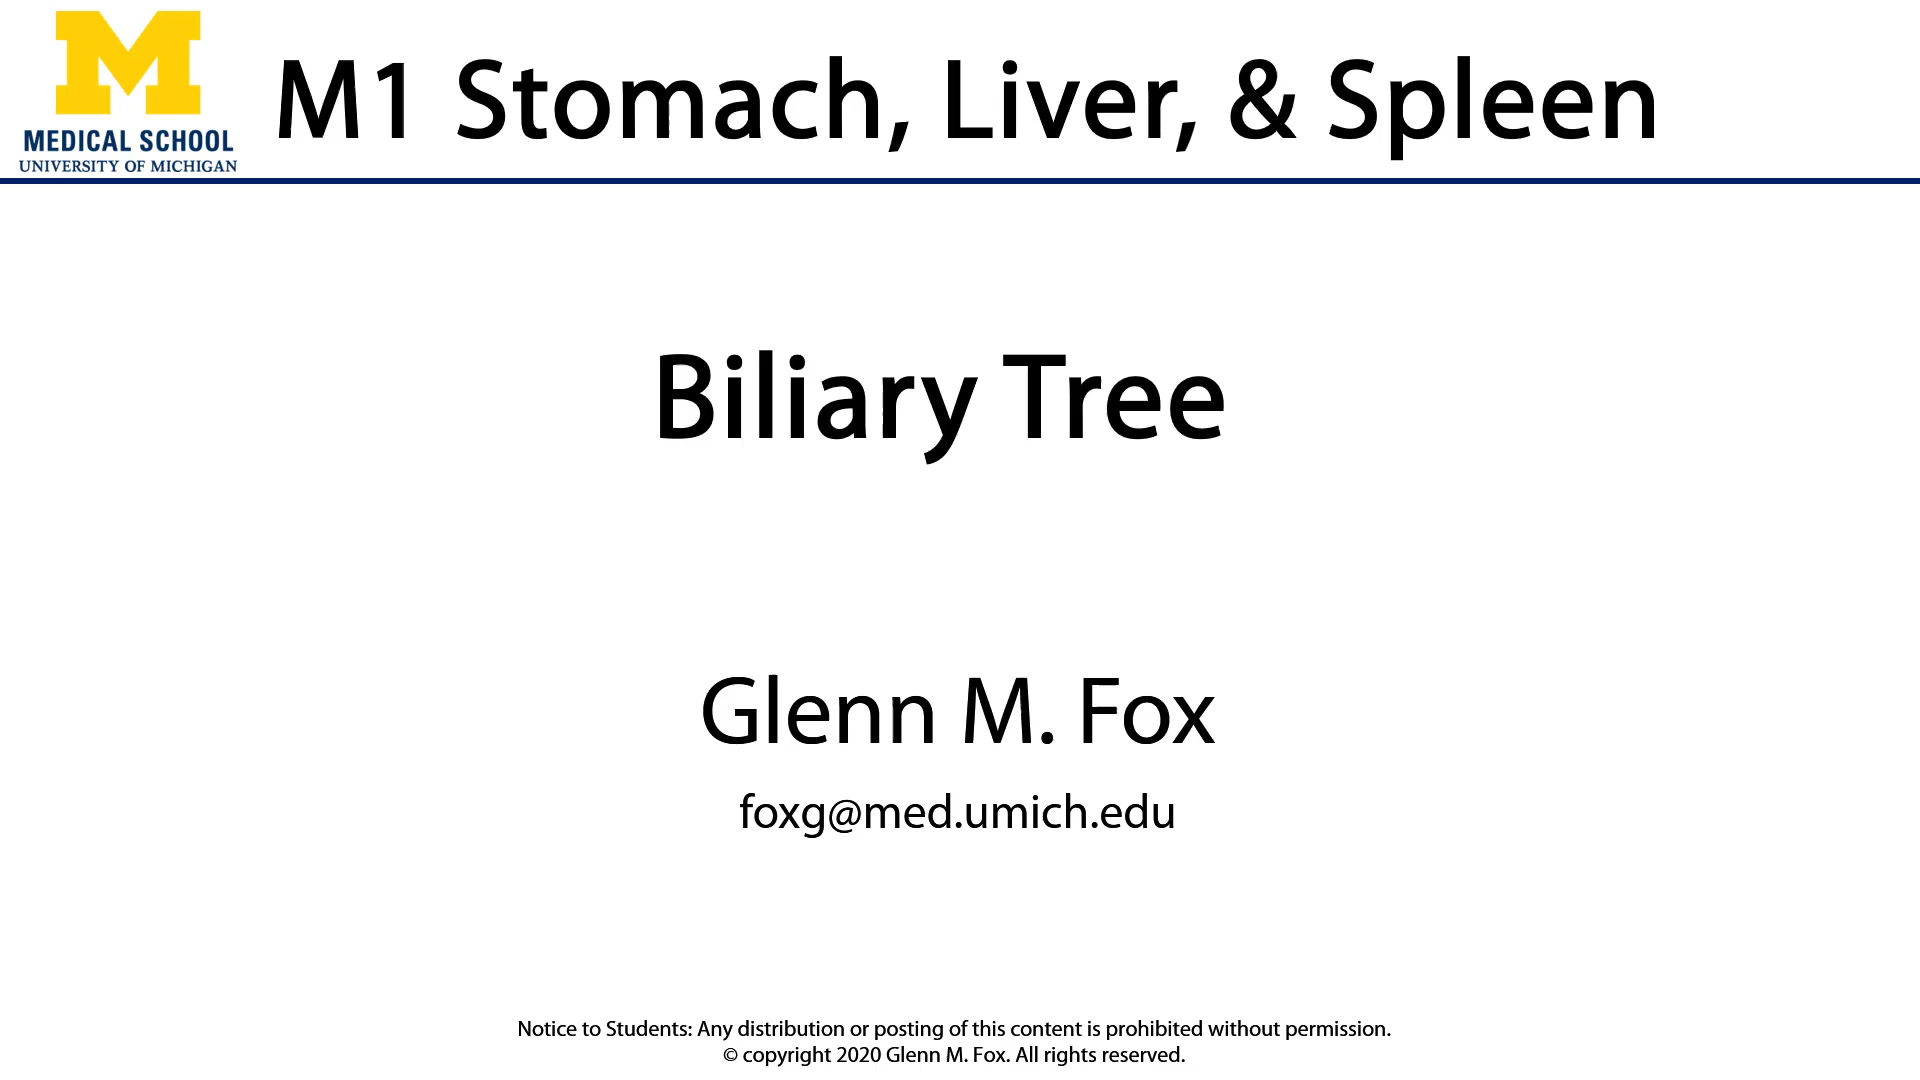 M
MEDICAL SCHOOL
UNIVERSITY OF MICHIGAN
M1 Stomach, Liver, & Spleen
Biliary Tree
Glenn M. Fox
foxg@med.umich.edu
Notice to Students: Any distribution or posting of this content is prohibited without permission.
© copyright 2020 Glenn M. Fox. All rights reserved.